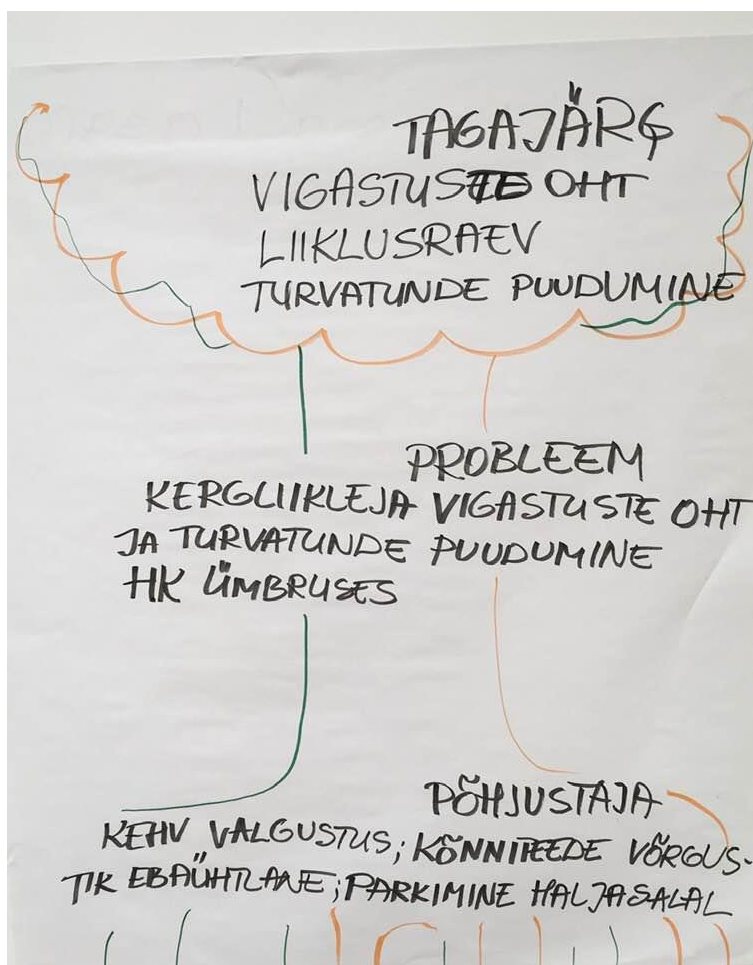 TAGAJÄRG
VIGASTUSTE OHT
LIIKLUSRAEV
TURVATUNDE PUUDUMINE
PROBLEEM
KERGLIIKLEJA VIGASTUSTE OHT
JA TURVATUNDE PUUDUMINE
HK ÜMBRUSES
PÕHJUSTAJA
KEHV VALGUSTUS; KÕNNITEEDE VÕRGUS-
TIK EBAÜHTLANE; PARKIMINE HALJASALAL